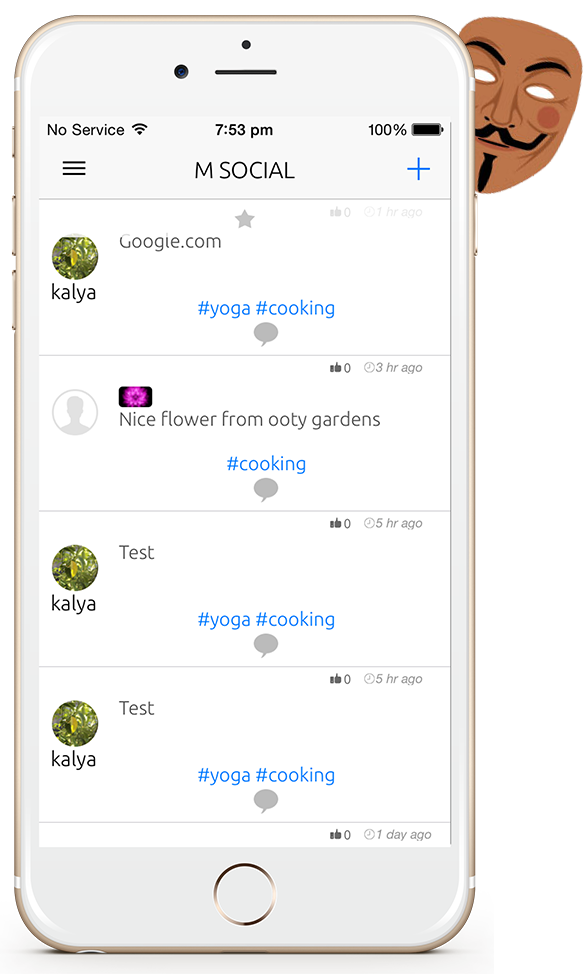 No Service 7:53 pm 100%
M SOCIAL
0 1 hr ago
Google.com
kalya
#yoga #cooking
0 3 hr ago
Nice flower from ooty gardens
#cooking
0 5 hr ago
Test
kalya
#yoga #cooking
0 5 hr ago
Test
kalya
#yoga #cooking
0 1 day ago